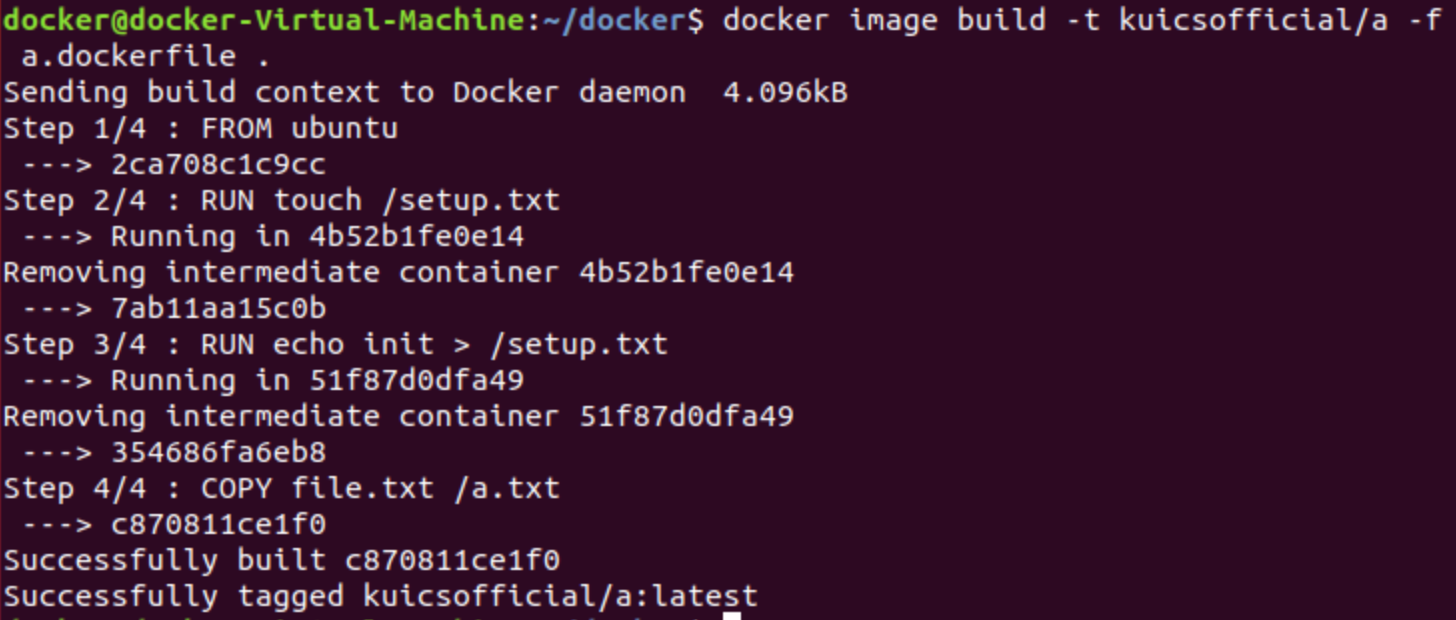 docker@docker-Virtual-Machine:~/docker$ docker image build -t kuicsofficial/a -f
 a.dockerfile .
Sending build context to Docker daemon  4.096kB
Step 1/4 : FROM ubuntu
 ---> 2ca708c1c9cc
Step 2/4 : RUN touch /setup.txt
 ---> Running in 4b52b1fe0e14
Removing intermediate container 4b52b1fe0e14
 ---> 7ab11aa15c0b
Step 3/4 : RUN echo init > /setup.txt
 ---> Running in 51f87d0dfa49
Removing intermediate container 51f87d0dfa49
 ---> 354686fa6eb8
Step 4/4 : COPY file.txt /a.txt
 ---> c870811ce1f0
Successfully built c870811ce1f0
Successfully tagged kuicsofficial/a:latest